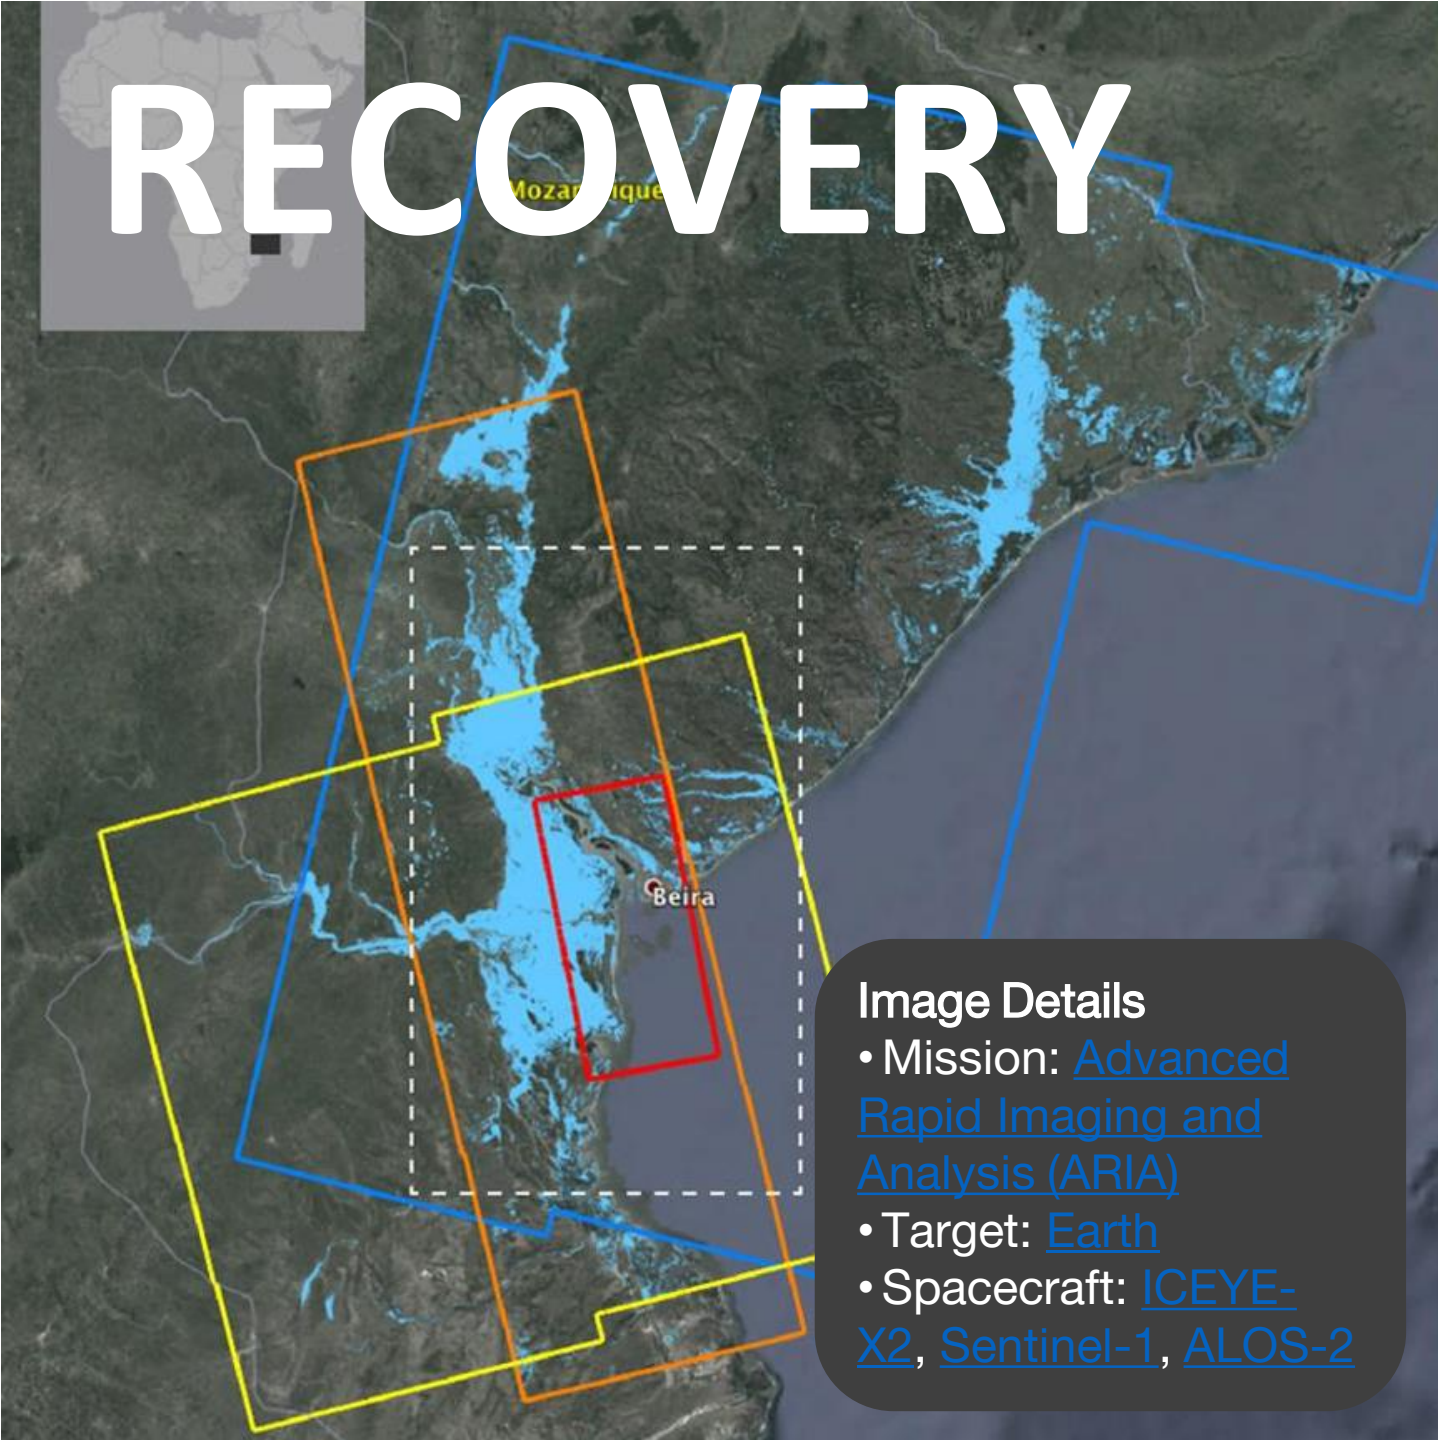 RECOVERY
Mozambique
Beira
Image Details
• Mission: Advanced
Rapid Imaging and
Analysis (ARIA)
• Target: Earth
• Spacecraft: ICEYE-
X2, Sentinel-1, ALOS-2